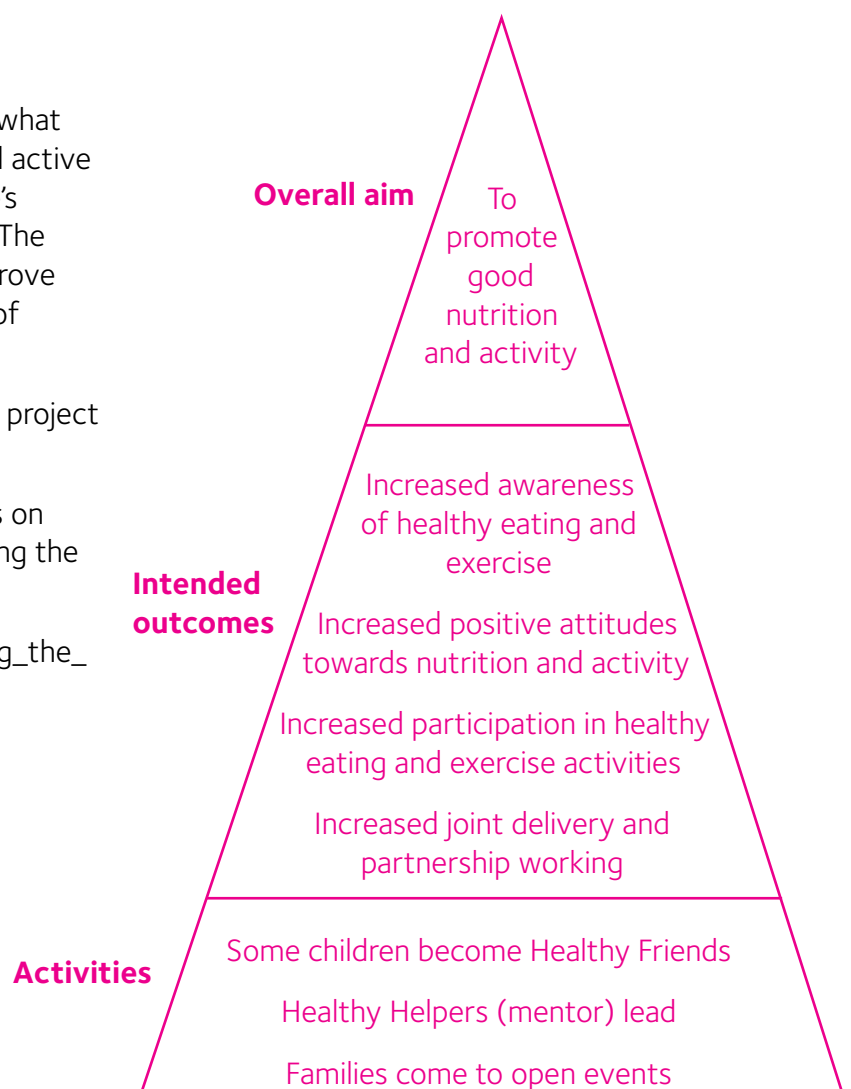 what
active
's
The
of
project
on
the
Overall aim
To
promote
good
nutrition
and activity
Intended
outcomes
Increased awareness
of healthy eating and
exercise
Increased positive attitudes
towards nutrition and activity
Increased participation in healthy
eating and exercise activities
Increased joint delivery and
partnership working
Activities
Some children become Healthy Friends
Healthy Helpers (mentor) lead
Families come to open events